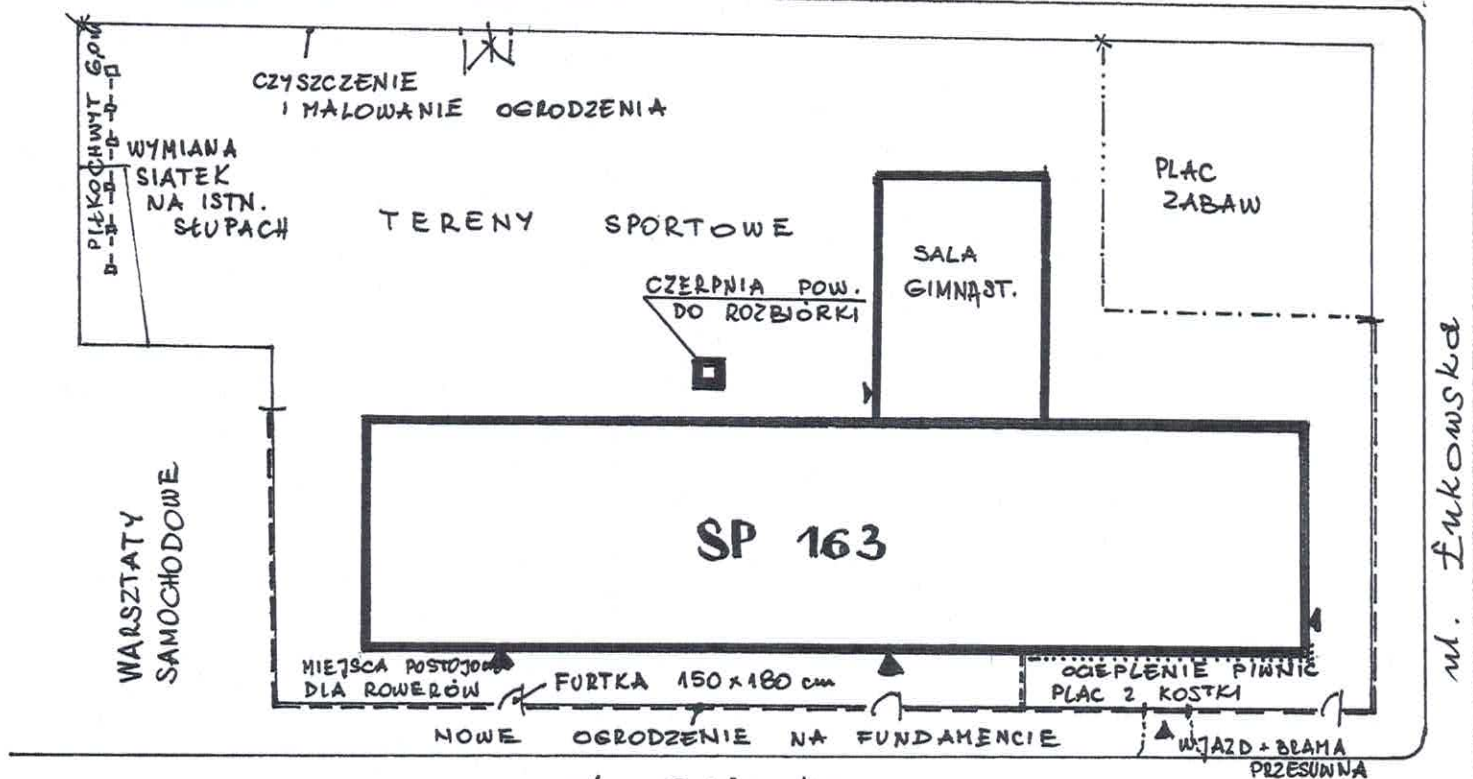 PIŁKOCHWYT 6,0M
CZYSZCZENIE
I MALOWANIE OGRODZENIA
WYMIANA
SIATEK
NA ISTN.
SŁUPACH
TERENY SPORTOWE
CZERPNIA POW.
DO ROZBIÓRKI
SALA
GIMNAST.
PLAC
ZABAW
ul. Łukowska
WARSZTATY
SAMOCHODOWE
SP 163
MIEJSCA POSTOJOWE
DLA ROWERÓW
FURTKA 150 x 180 cm
OCIEPLENIE PIWNIC
PLAC Z KOSTKI
NOWE OGRODZENIE NA FUNDAMENCIE
WJAZD + BRAMA
PRZESUWNA